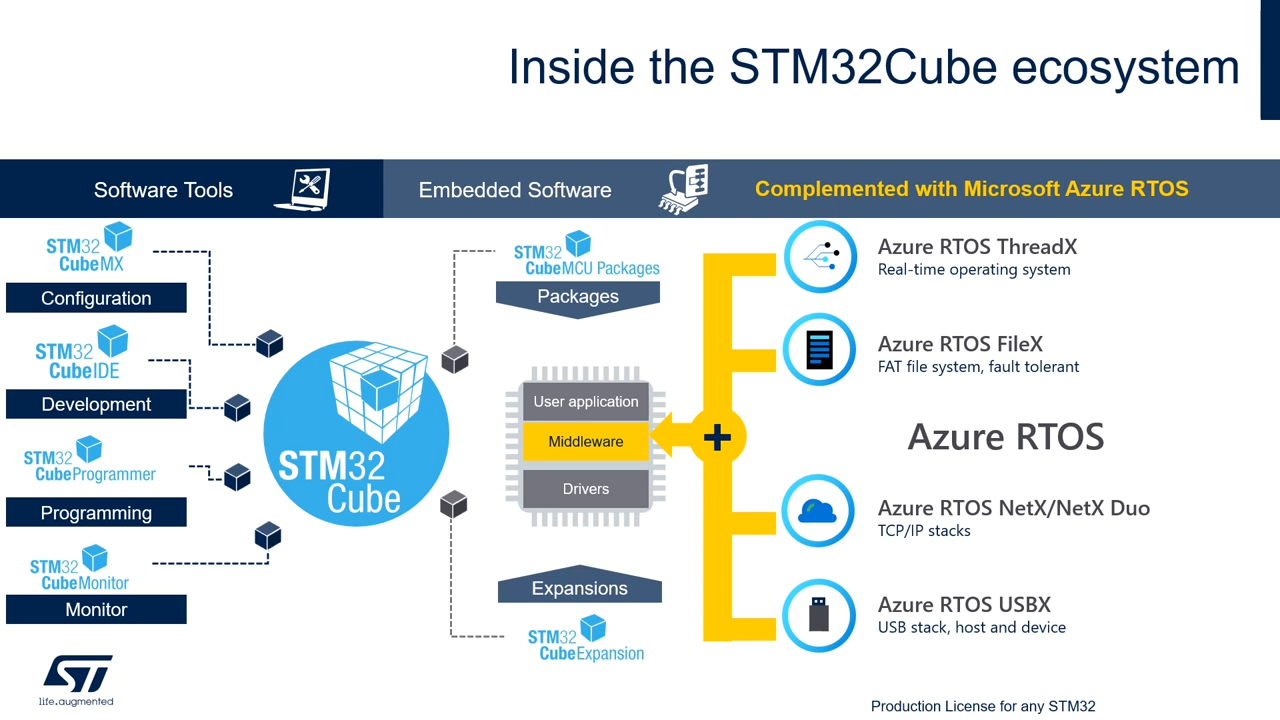 Inside the STM32Cube ecosystem
Software Tools
Embedded Software
Complemented with Microsoft Azure RTOS
STM32
CubeMX
Configuration
STM32
CubeIDE
Development
STM32
CubeProgrammer
Programming
STM32
CubeMonitor
Monitor
STM32
Cube
STM32
CubeMCU Packages
Packages
User application
Middleware
Drivers
Expansions
STM32
CubeExpansion
+
Azure RTOS ThreadX
Real-time operating system
Azure RTOS FileX
FAT file system, fault tolerant
Azure RTOS
Azure RTOS NetX/NetX Duo
TCP/IP stacks
Azure RTOS USBX
USB stack, host and device
ST
life.augmented
Production License for any STM32